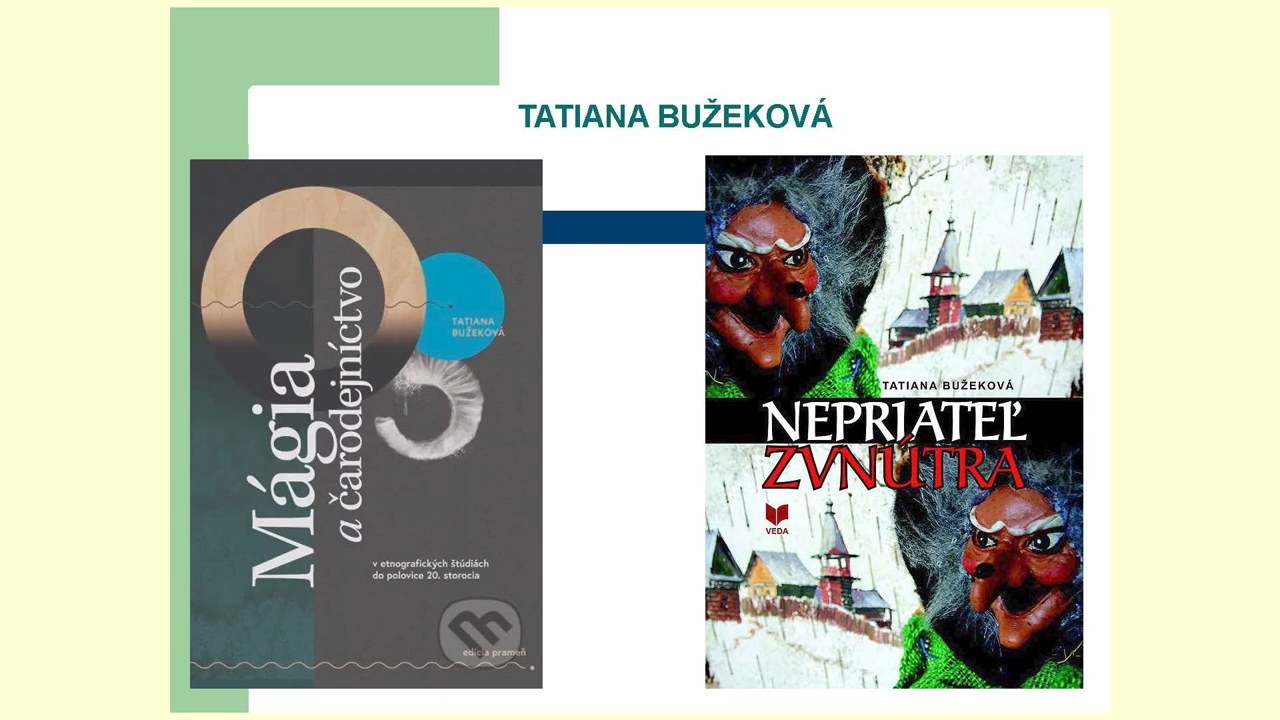 TATIANA BUŽEKOVÁ
Mágia
a čarodejníctvo
TATIANA
BUŽEKOVÁ
v etnografických štúdiách
do polovice 20. storocia
m
edícia prameň
TATIANA BUŽEKOVÁ
NEPRIATEĽ
ZVNÚTRA
VEDA